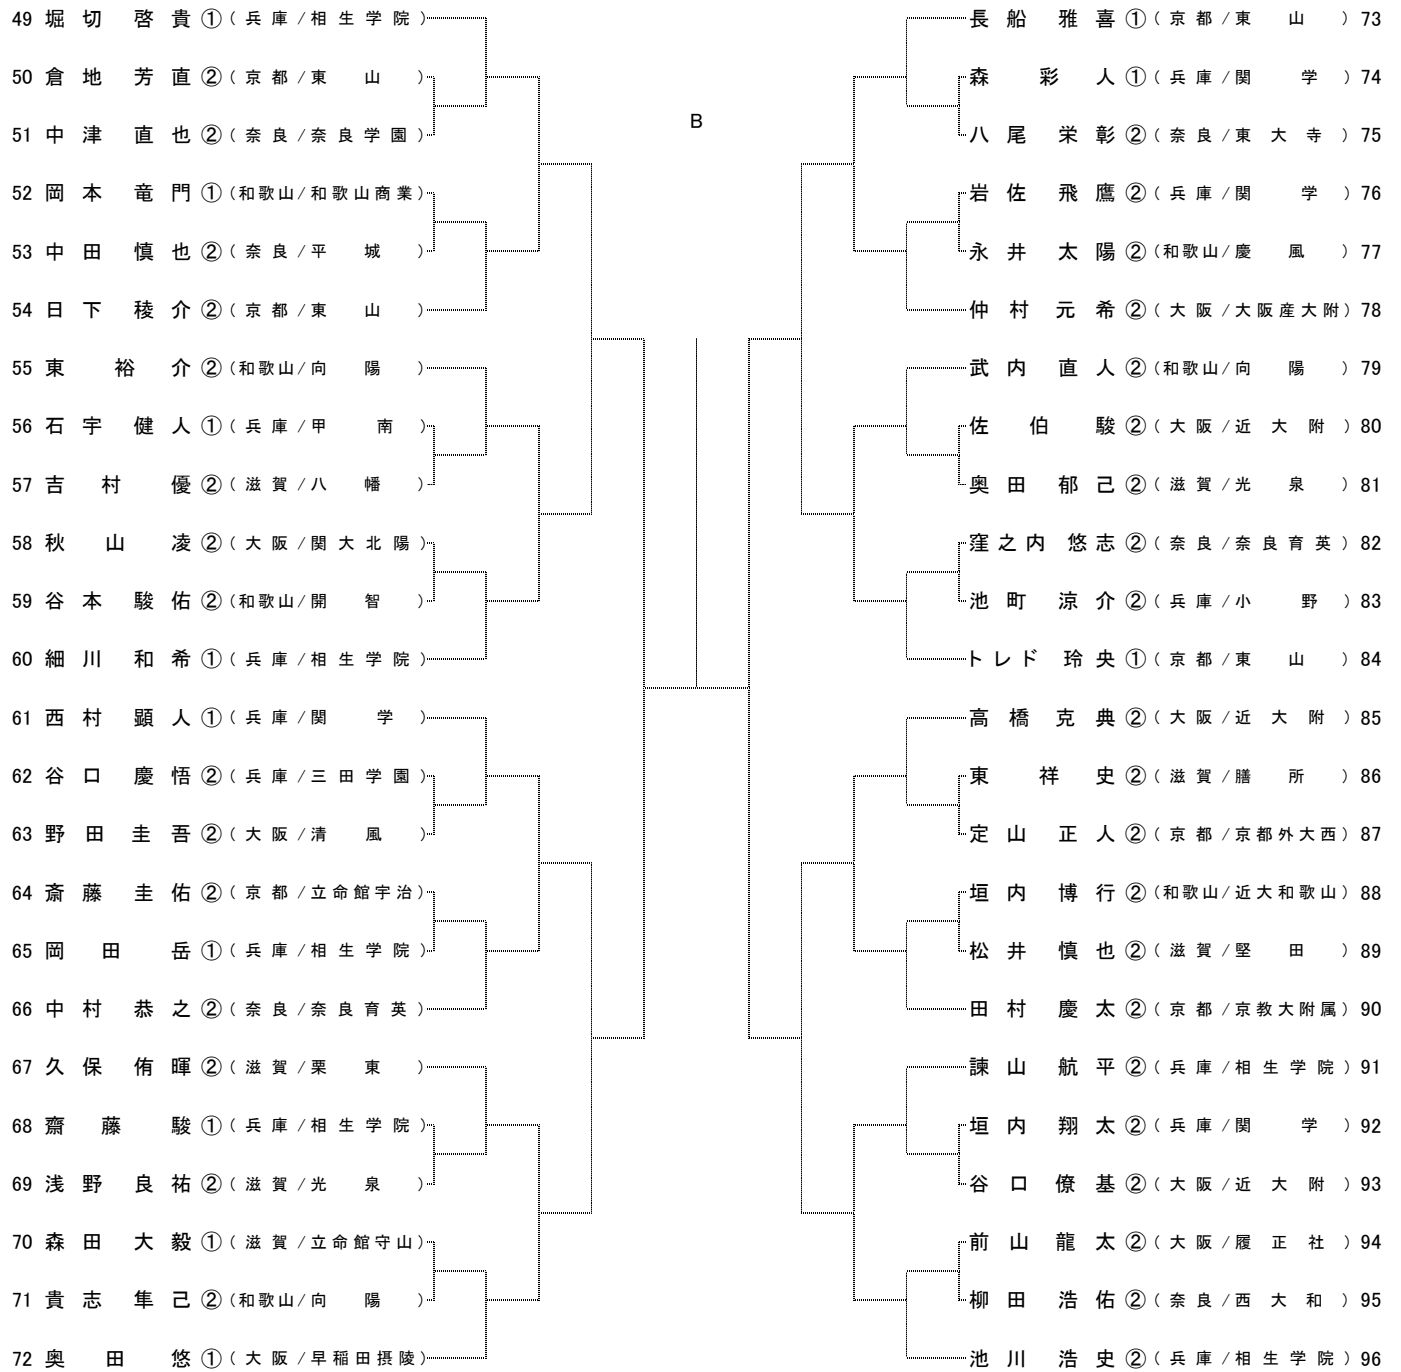 49 堀切 啓貴 ① (兵庫/相生学院)
50 倉地 芳直 ② (京都/東山)
51 中津 直也 ② (奈良/奈良学園)
52 岡本 竜門 ① (和歌山/和歌山商業)
53 中田 慎也 ② (奈良/平城)
54 日下 稜介 ② (京都/東山)
55 東 裕介 ② (和歌山/向陽)
56 石宇 健人 ① (兵庫/甲南)
57 吉村 優 ② (滋賀/八幡)
58 秋山 凌 ② (大阪/関大北陽)
59 谷本 駿佑 ② (和歌山/開智)
60 細川 和希 ① (兵庫/相生学院)
61 西村 顕人 ① (兵庫/関学)
62 谷口 慶悟 ② (兵庫/三田学園)
63 野田 圭吾 ② (大阪/清風)
64 斎藤 圭佑 ② (京都/立命館宇治)
65 岡田 岳 ① (兵庫/相生学院)
66 中村 恭之 ② (奈良/奈良育英)
67 久保 侑暉 ② (滋賀/栗東)
68 齋藤 駿 ① (兵庫/相生学院)
69 浅野 良祐 ② (滋賀/光泉)
70 森田 大毅 ① (滋賀/立命館守山)
71 貴志 隼己 ② (和歌山/向陽)
72 奥田 悠 ① (大阪/早稲田摂陵)
B
長船 雅喜 ① (京都/東山) 73
森 彩人 ① (兵庫/関学) 74
八尾 栄彰 ② (奈良/東大寺) 75
岩佐 飛鷹 ② (兵庫/関学) 76
永井 太陽 ② (和歌山/慶風) 77
仲村 元希 ② (大阪/大阪産大附) 78
武内 直人 ② (和歌山/向陽) 79
佐伯 駿 ② (大阪/近大附) 80
奥田 郁己 ② (滋賀/光泉) 81
窪之内 悠志 ② (奈良/奈良育英) 82
池町 涼介 ② (兵庫/小野) 83
トレド 玲央 ① (京都/東山) 84
高橋 克典 ② (大阪/近大附) 85
東 祥史 ② (滋賀/膳所) 86
定山 正人 ② (京都/京都外大西) 87
垣内 博行 ② (和歌山/近大和歌山) 88
松井 慎也 ② (滋賀/堅田) 89
田村 慶太 ② (京都/京教大附属) 90
諫山 航平 ② (兵庫/相生学院) 91
垣内 翔太 ② (兵庫/関学) 92
谷口 僚基 ② (大阪/近大附) 93
前山 龍太 ② (大阪/履正社) 94
柳田 浩佑 ② (奈良/西大和) 95
池川 浩史 ② (兵庫/相生学院) 96